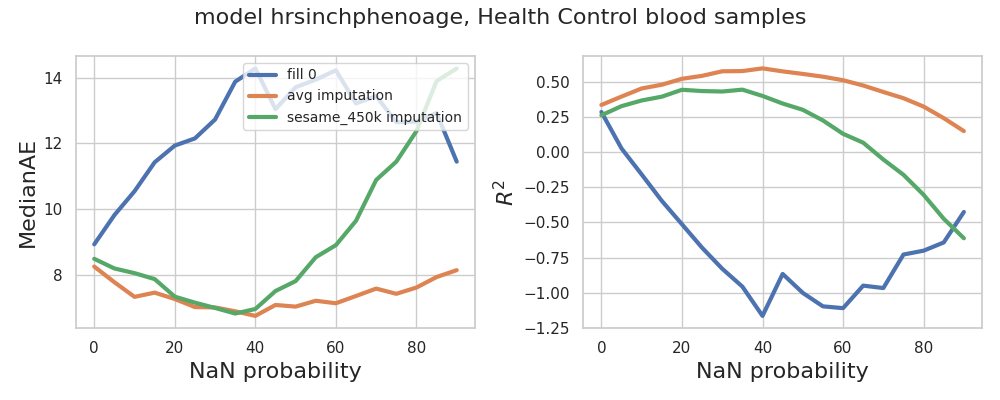 model hrsinchphenoage, Health Control blood samples
MedianAE
14
12
10
8
fill 0
avg imputation
sesame_450k imputation
0 20 40 60 80
NaN probability
R²
0.50
0.25
0.00
−0.25
−0.50
−0.75
−1.00
−1.25
0 20 40 60 80
NaN probability